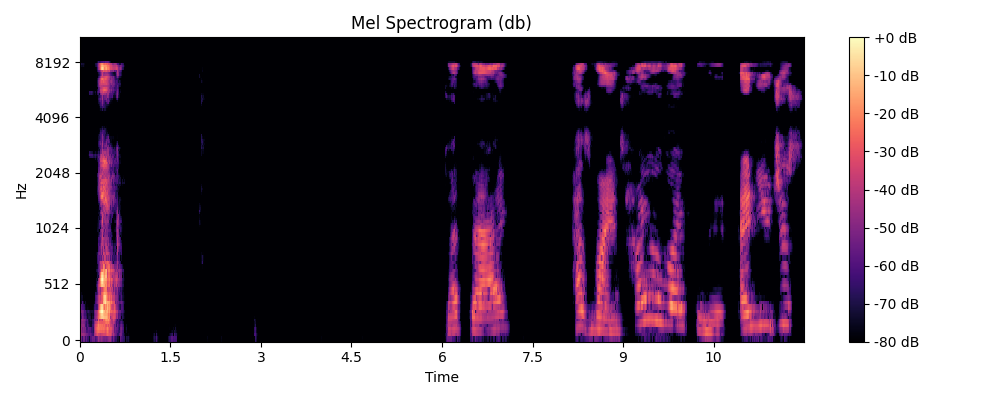 Mel Spectrogram (db)
8192
4096
2048
1024
512
0
Hz
0 1.5 3 4.5 6 7.5 9 10
Time
+0 dB
-10 dB
-20 dB
-30 dB
-40 dB
-50 dB
-60 dB
-70 dB
-80 dB